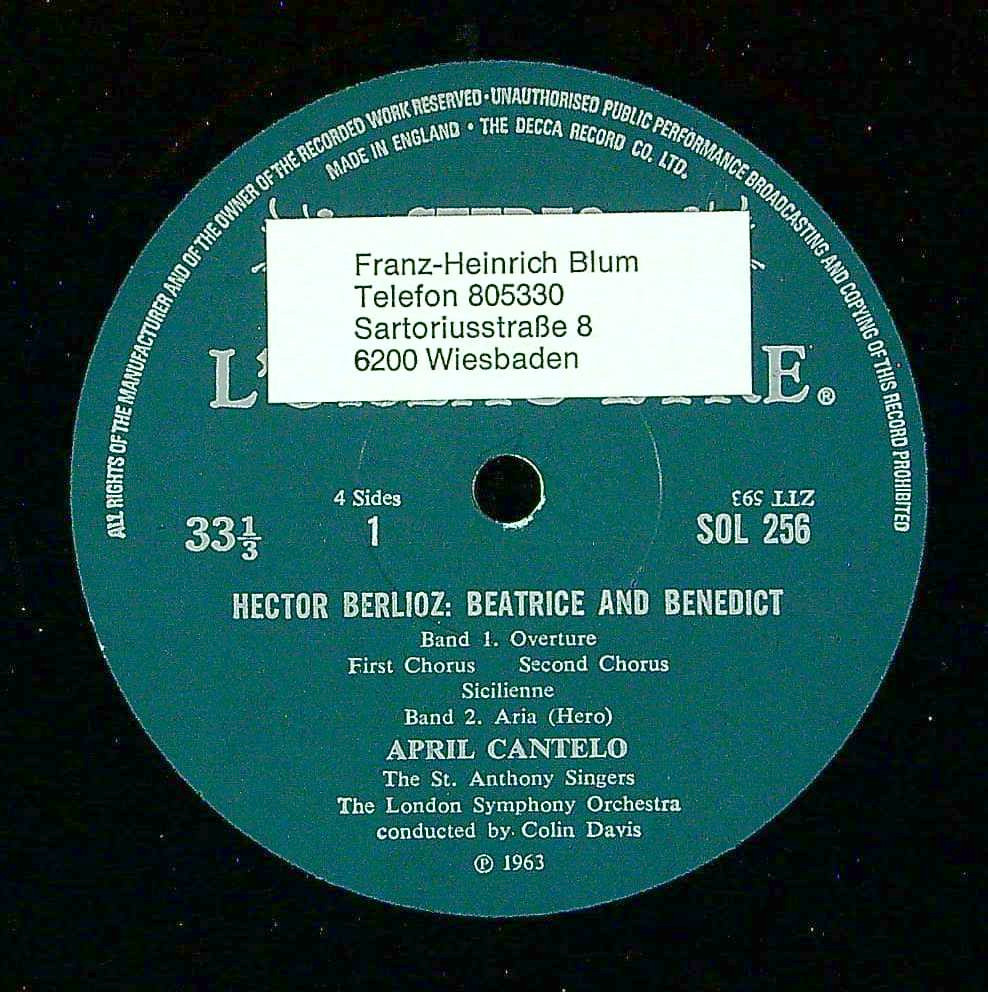 ALL RIGHTS OF THE MANUFACTURER AND OF THE OWNER OF THE RECORDED WORK RESERVED·UNAUTHORISED PUBLIC PERFORMANCE BROADCASTING AND COPYING OF THIS RECORD PROHIBITED
MADE IN ENGLAND • THE DECCA RECORD CO. LTD.
Franz-Heinrich Blum
Telefon 805330
Sartoriusstraße 8
6200 Wiesbaden
®
4 Sides
1
33⅓
ZTT 593
SOL 256
HECTOR BERLIOZ: BEATRICE AND BENEDICT
Band 1. Overture
First Chorus Second Chorus
Sicilienne
Band 2. Aria (Hero)
APRIL CANTELO
The St. Anthony Singers
The London Symphony Orchestra
conducted by Colin Davis
℗ 1963